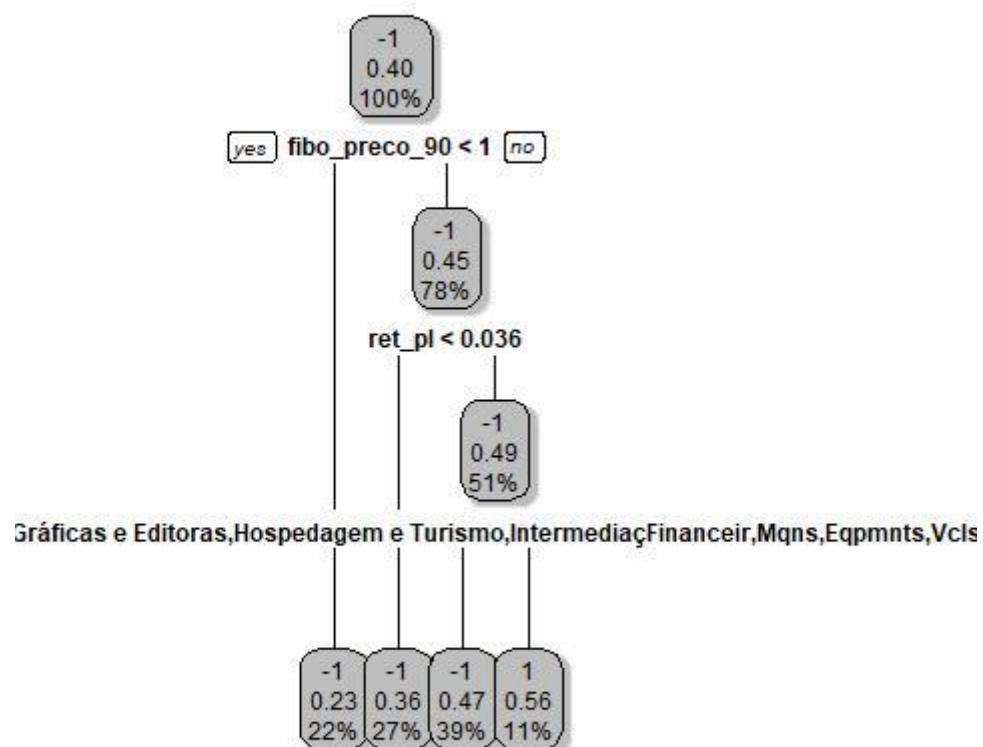 -1
0.40
100%
yes fibo_preco_90 < 1 no
-1
0.45
78%
ret_pl < 0.036
-1
0.49
51%
Gráficas e Editoras,Hospedagem e Turismo,IntermediaçFinanceir,Mqns,Eqpmnts,Vcls
-1 -1 -1 1
0.23 0.36 0.47 0.56
22% 27% 39% 11%